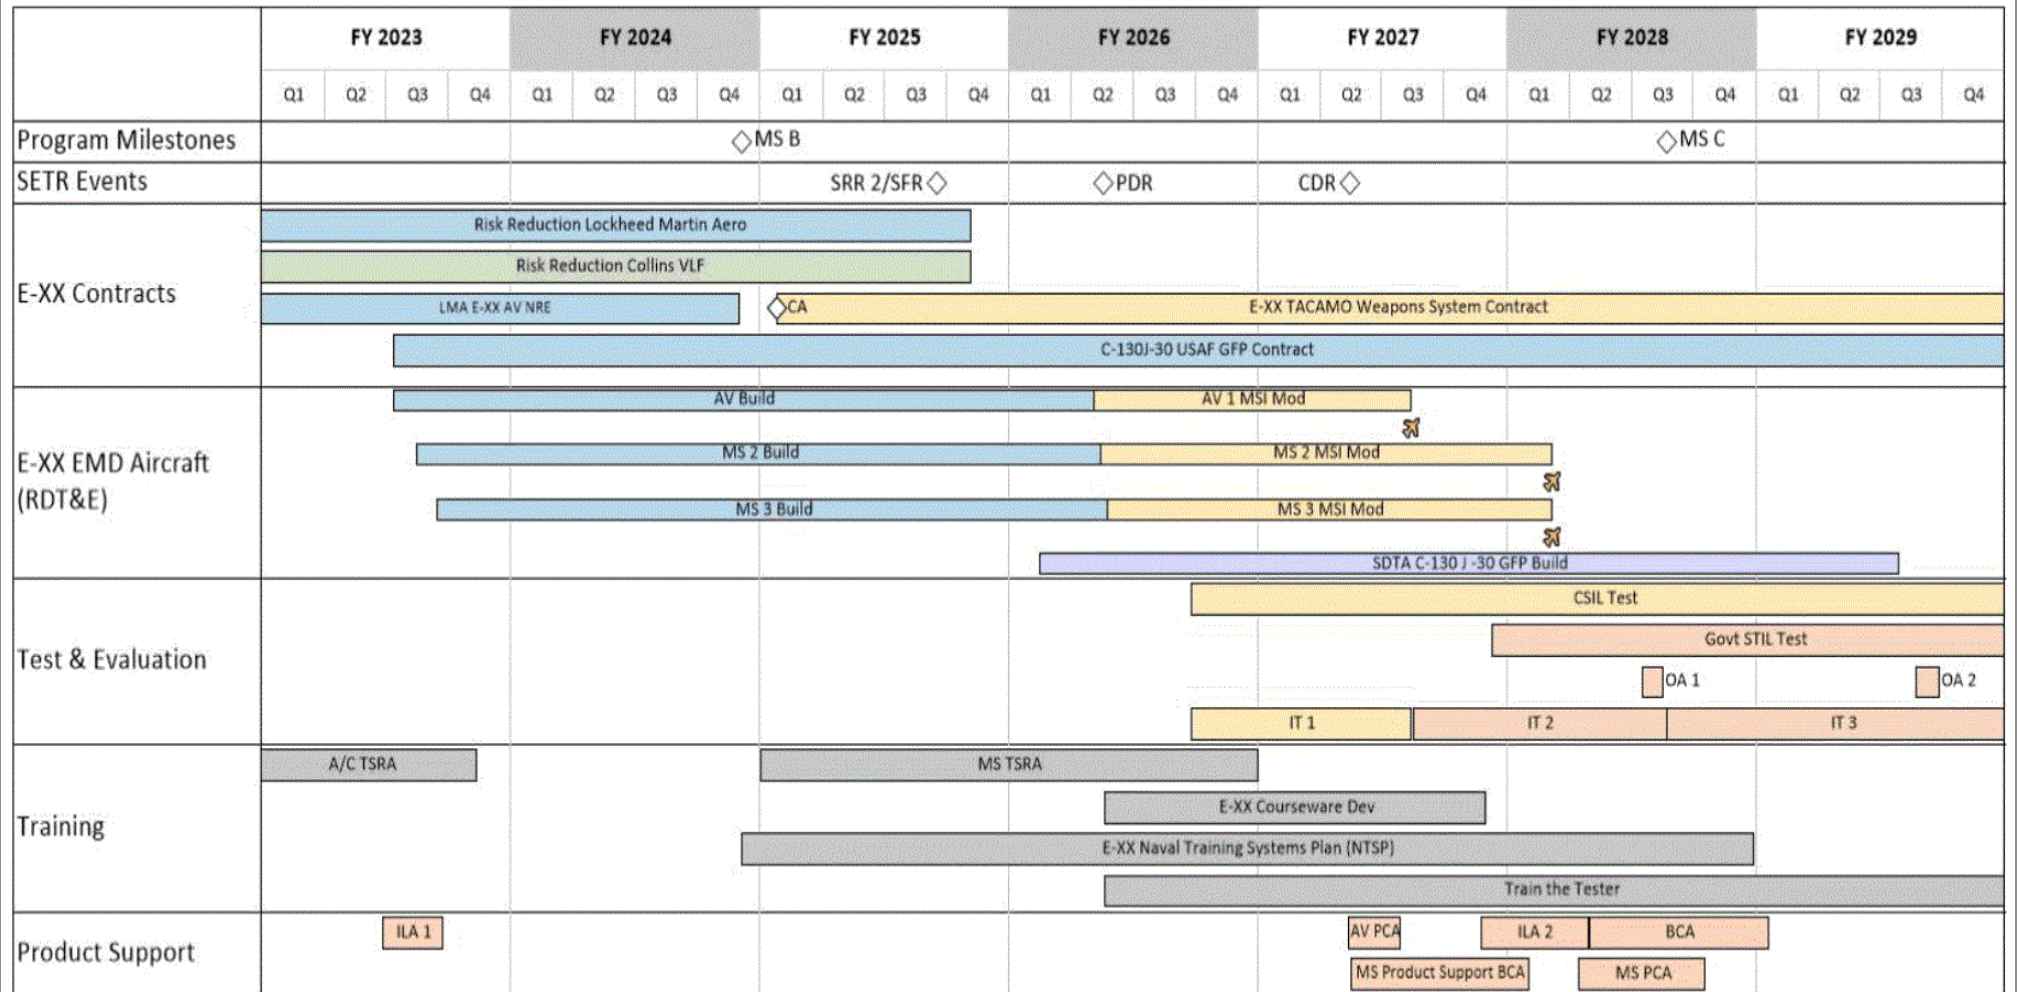 FY 2023 FY 2024 FY 2025 FY 2026 FY 2027 FY 2028 FY 2029
Q1 Q2 Q3 Q4 Q1 Q2 Q3 Q4 Q1 Q2 Q3 Q4 Q1 Q2 Q3 Q4 Q1 Q2 Q3 Q4 Q1 Q2 Q3 Q4 Q1 Q2 Q3 Q4
Program Milestones MS B MS C
SETR Events SRR 2/SFR PDR CDR
E-XX Contracts
Risk Reduction Lockheed Martin Aero
Risk Reduction Collins VLF
LMA E-XX AV NRE CA E-XX TACAMO Weapons System Contract
C-130J-30 USAF GFP Contract
E-XX EMD Aircraft
(RDT&E)
AV Build AV 1 MSI Mod
MS 2 Build MS 2 MSI Mod
MS 3 Build MS 3 MSI Mod
SDTA C-130 J -30 GFP Build
Test & Evaluation
CSIL Test
Govt STIL Test
OA 1 OA 2
IT 1 IT 2 IT 3
Training
A/C TSRA MS TSRA
E-XX Courseware Dev
E-XX Naval Training Systems Plan (NTSP)
Train the Tester
Product Support
ILA 1 AV PCA ILA 2 BCA
MS Product Support BCA MS PCA